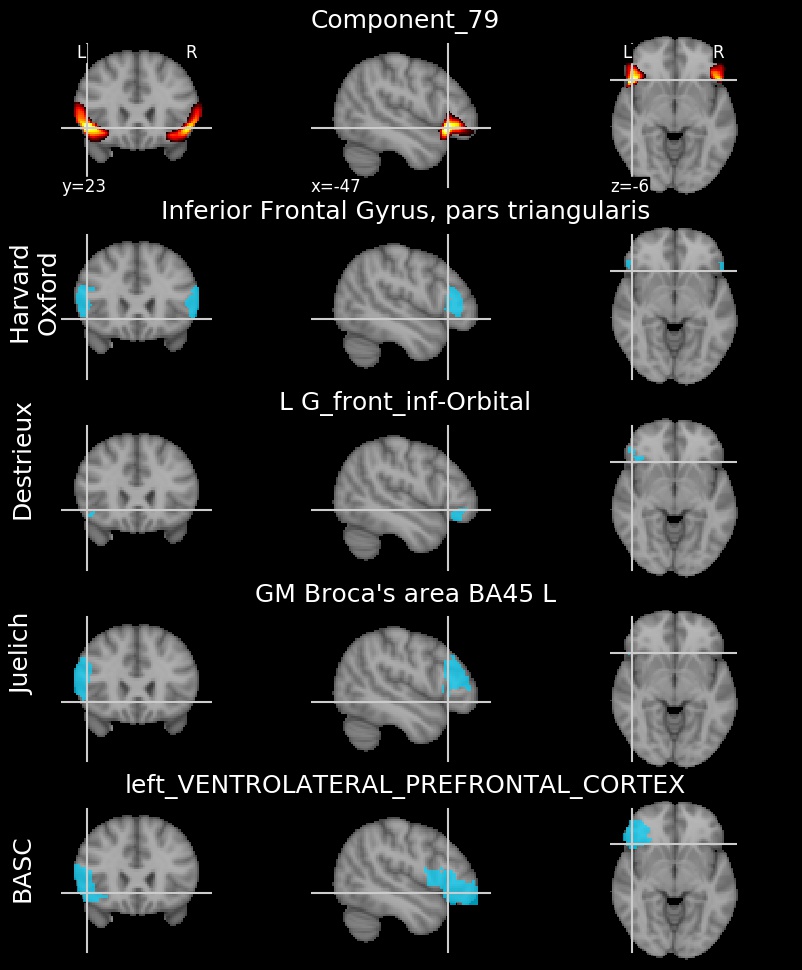 Component_79
L R
L R
y=23
x=-47
z=-6
Inferior Frontal Gyrus, pars triangularis
Harvard
Oxford
L G_front_inf-Orbital
Destrieux
GM Broca's area BA45 L
Juelich
left_VENTROLATERAL_PREFRONTAL_CORTEX
BASC